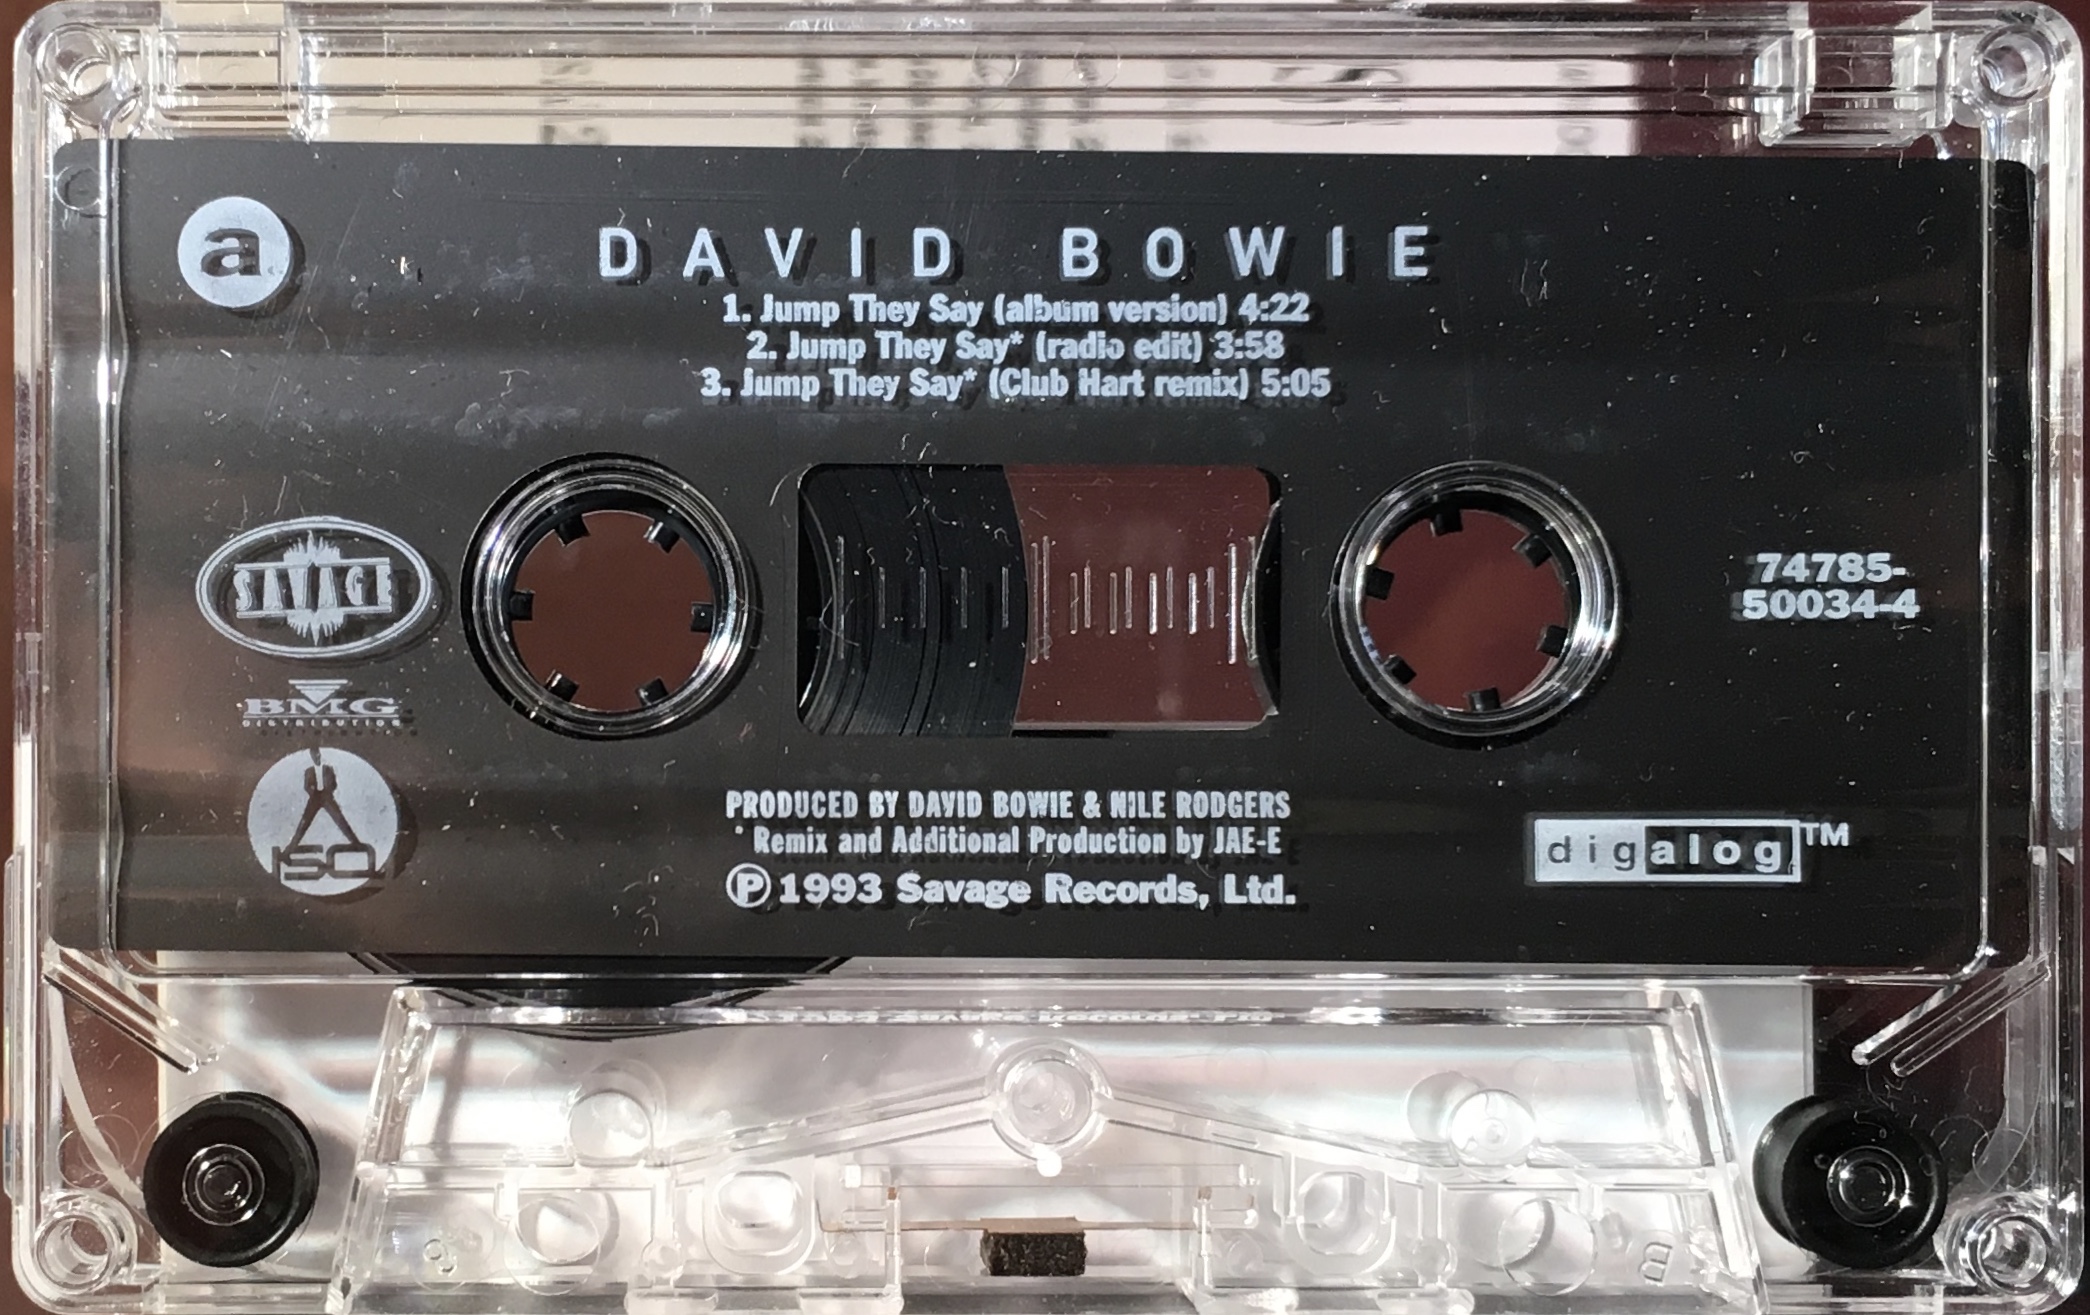 a
DAVID BOWIE
1. Jump They Say (album version) 4:22
2. Jump They Say* (radio edit) 3:58
3. Jump They Say* (Club Hart remix) 5:05
SAVAGE
BMG
DISTRIBUTION
ISO
74785-
50034-4
PRODUCED BY DAVID BOWIE & NILE RODGERS
* Remix and Additional Production by JAE-E
℗ 1993 Savage Records, Ltd.
digalog™